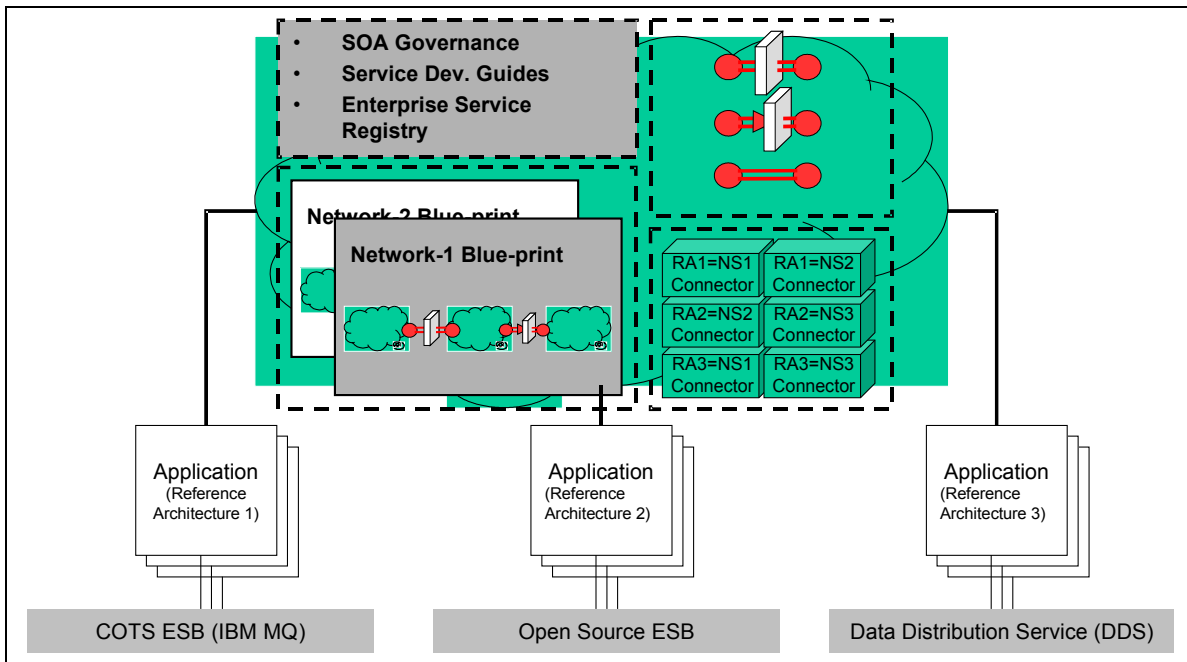 • SOA Governance
• Service Dev. Guides
• Enterprise Service
Registry
Network-2 Blue-print
Network-1 Blue-print
RA1=NS1
Connector
RA1=NS2
Connector
RA2=NS2
Connector
RA2=NS3
Connector
RA3=NS1
Connector
RA3=NS3
Connector
Application
(Reference
Architecture 1)
Application
(Reference
Architecture 2)
Application
(Reference
Architecture 3)
COTS ESB (IBM MQ)
Open Source ESB
Data Distribution Service (DDS)